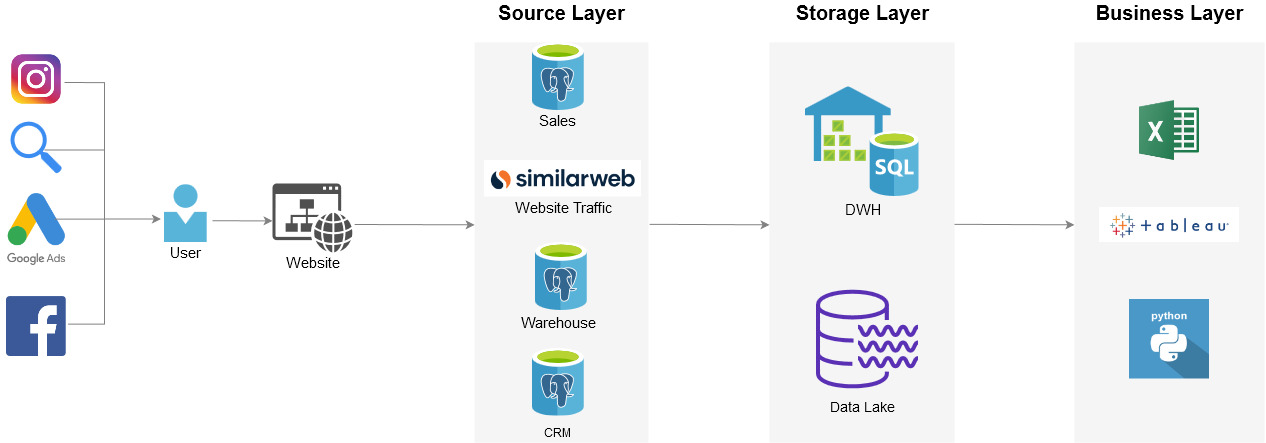 Source Layer
Storage Layer
Business Layer
Sales
similarweb
Website Traffic
SQL
DWH
X
+ a b l e a u
Google Ads
User
Website
Warehouse
python
Data Lake
CRM